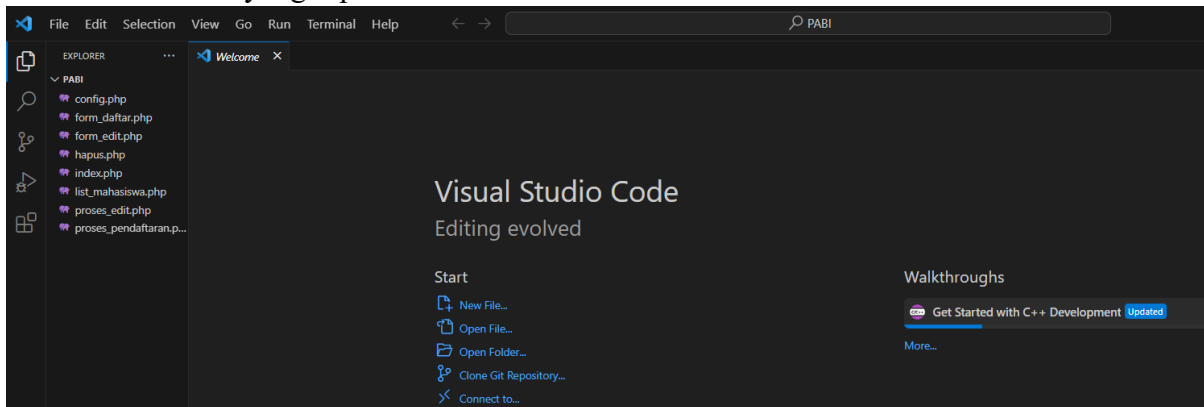 File Edit Selection View Go Run Terminal Help
PABI
EXPLORER ...
Welcome
PABI
config.php
form_daftar.php
form_edit.php
hapus.php
index.php
list_mahasiswa.php
proses_edit.php
proses_pendaftaran.p...
Visual Studio Code
Editing evolved
Start
New File...
Open File...
Open Folder...
Clone Git Repository...
Connect to...
Walkthroughs
Get Started with C++ Development Updated
More...